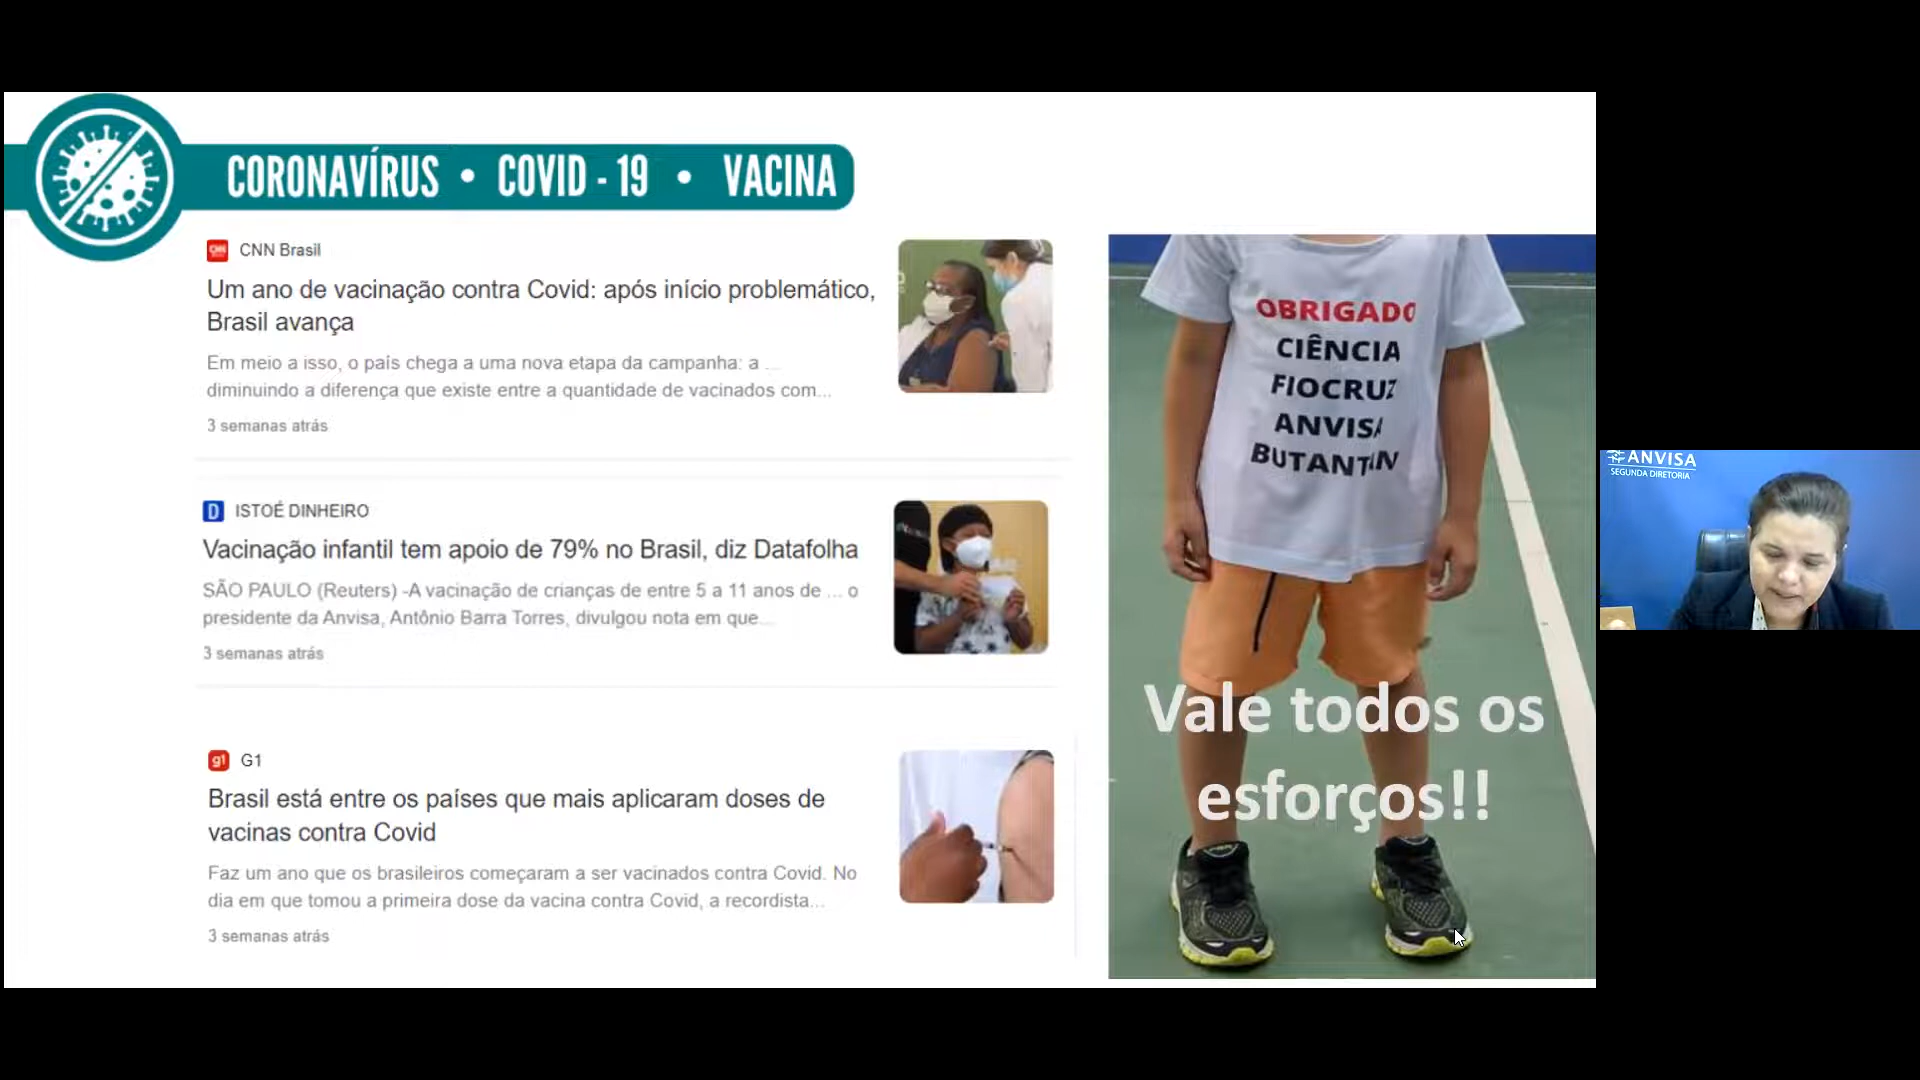 CORONAVÍRUS • COVID - 19 • VACINA
CNN Brasil
Um ano de vacinação contra Covid: após início problemático,
Brasil avança
Em meio a isso, o país chega a uma nova etapa da campanha: a ...
diminuindo a diferença que existe entre a quantidade de vacinados com...
3 semanas atrás
D ISTOÉ DINHEIRO
Vacinação infantil tem apoio de 79% no Brasil, diz Datafolha
SÃO PAULO (Reuters) -A vacinação de crianças de entre 5 a 11 anos de ... o
presidente da Anvisa, Antônio Barra Torres, divulgou nota em que...
3 semanas atrás
g1 G1
Brasil está entre os países que mais aplicaram doses de
vacinas contra Covid
Faz um ano que os brasileiros começaram a ser vacinados contra Covid. No
dia em que tomou a primeira dose da vacina contra Covid, a recordista...
3 semanas atrás
OBRIGADO
CIÊNCIA
FIOCRUZ
ANVISA
BUTANTAN
Vale todos os
esforços!!
ANVISA
SEGUNDA DIRETORIA